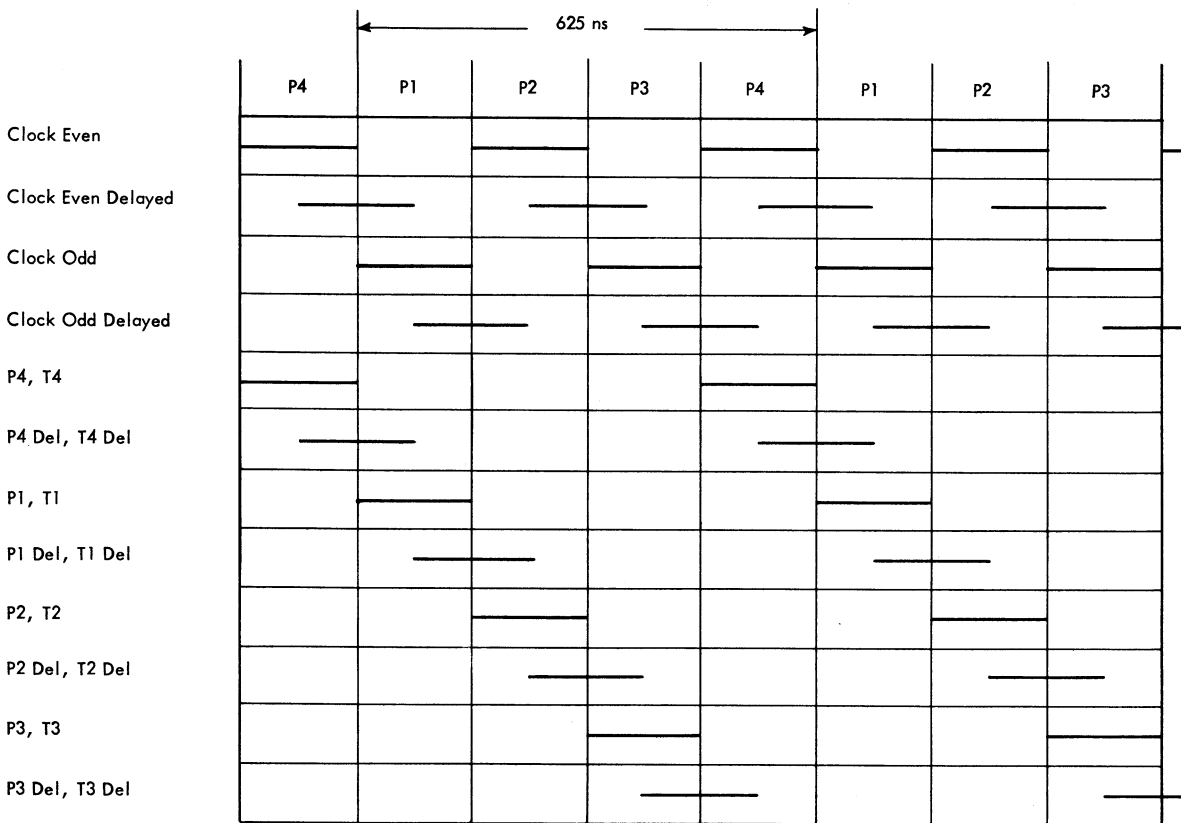 625 ns
P4 P1 P2 P3 P4 P1 P2 P3
Clock Even
Clock Even Delayed
Clock Odd
Clock Odd Delayed
P4, T4
P4 Del, T4 Del
P1, T1
P1 Del, T1 Del
P2, T2
P2 Del, T2 Del
P3, T3
P3 Del, T3 Del